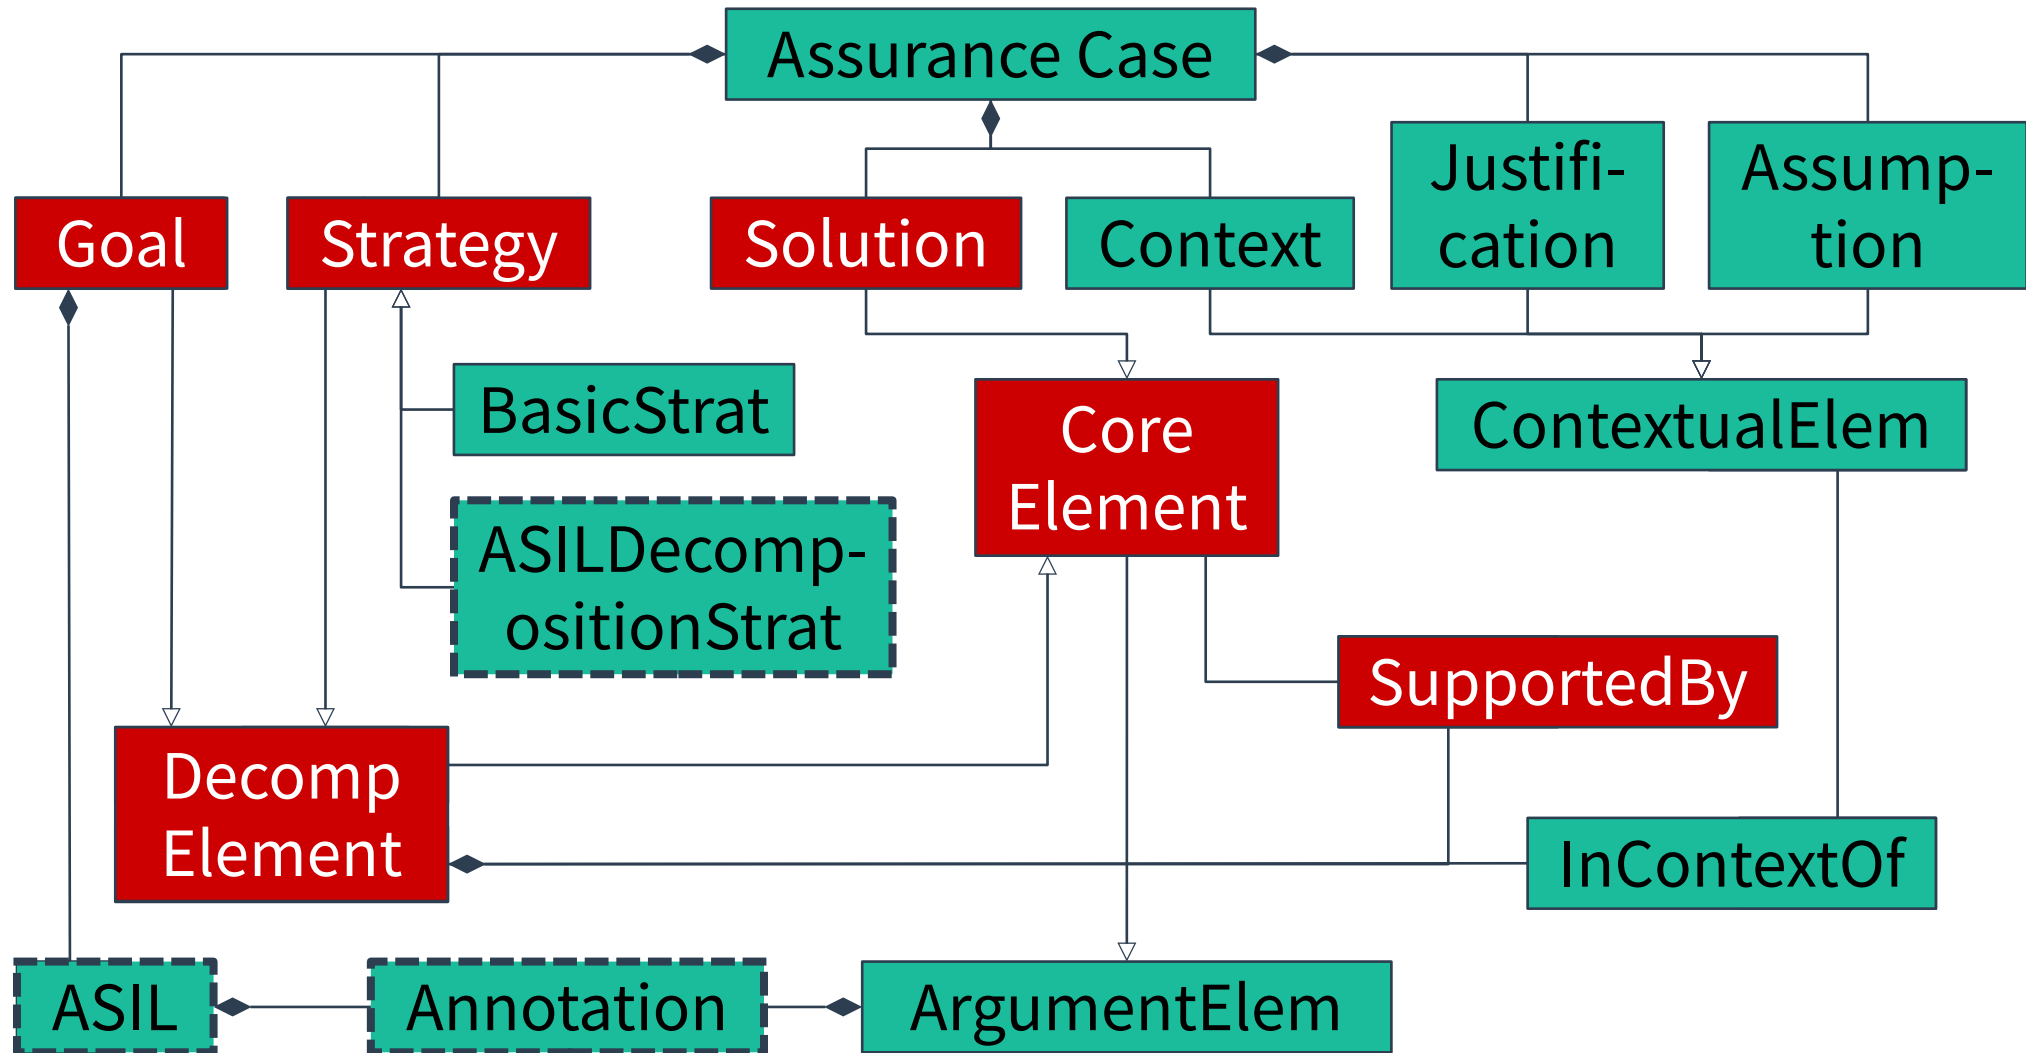 Assurance Case
Goal
Strategy
Solution
Context
Justifi-
cation
Assump-
tion
BasicStrat
Core
Element
ContextualElem
ASILDecomp-
ositionStrat
SupportedBy
Decomp
Element
InContextOf
ASIL
Annotation
ArgumentElem